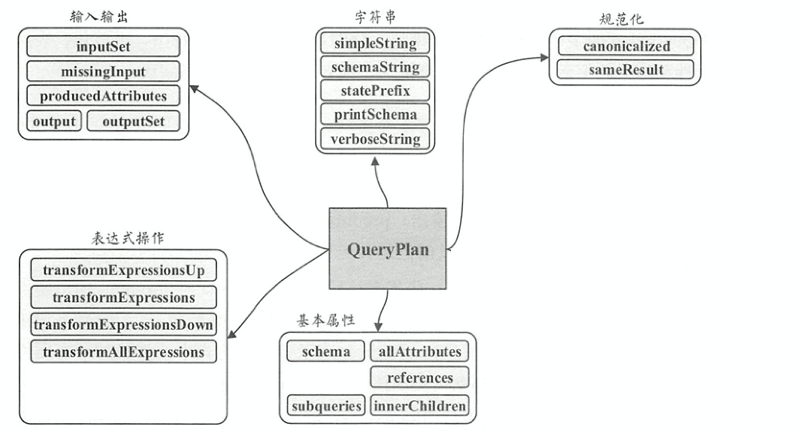 输入输出
inputSet
missingInput
producedAttributes
output outputSet
字符串
simpleString
schemaString
statePrefix
printSchema
verboseString
规范化
canonicalized
sameResult
QueryPlan
表达式操作
transformExpressionsUp
transformExpressions
transformExpressionsDown
transformAllExpressions
基本属性
schema allAttributes
references
subqueries innerChildren